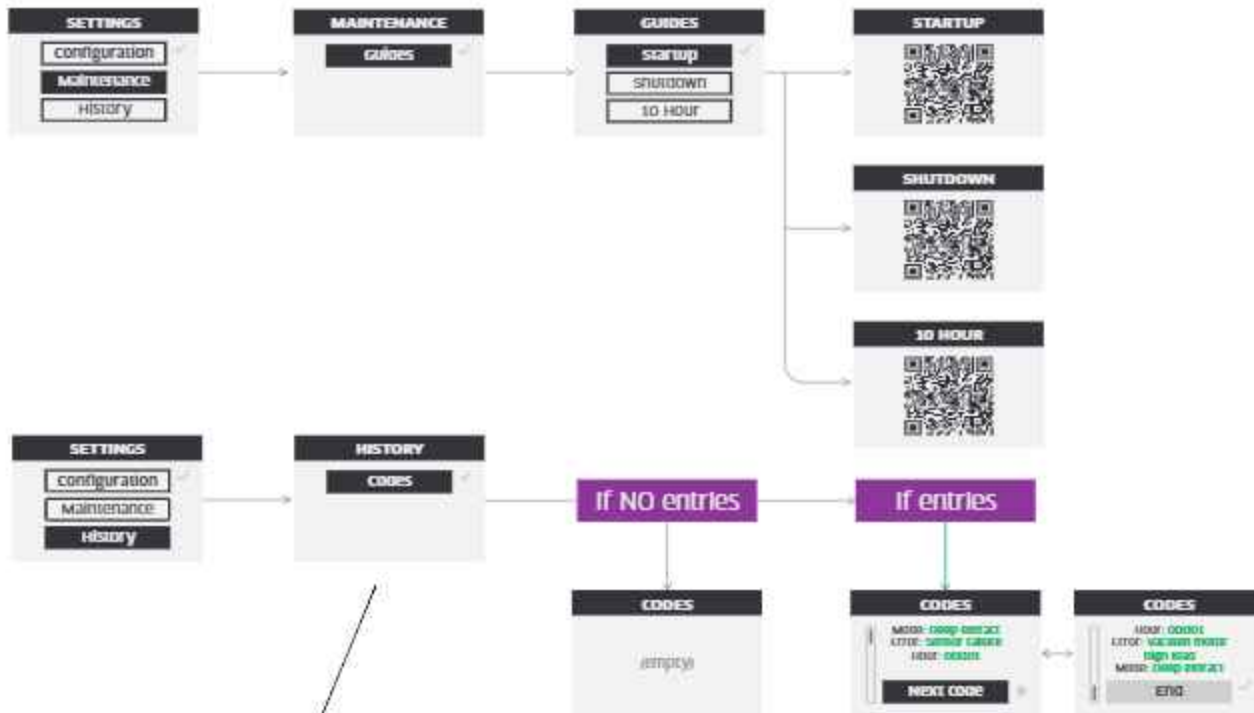 SETTINGS
Configuration
Maintenance
History
MAINTENANCE
Guides
GUIDES
Startup
Shutdown
10 Hour
STARTUP
SHUTDOWN
10 HOUR
SETTINGS
Configuration
Maintenance
History
HISTORY
Codes
If NO entries
If entries
CODES
(empty)
CODES
Mode: Deep extract
Error: Sensor failure
Hour:
NEXT CODE
CODES
Hour:
Error: Vacuum motor
high load
Mode: Deep extract
End